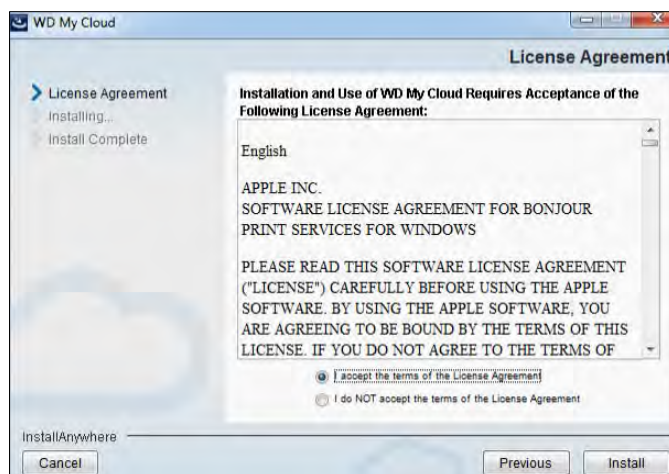 WD My Cloud
License Agreement
License Agreement
Installing...
Install Complete
Installation and Use of WD My Cloud Requires Acceptance of the
Following License Agreement:
English
APPLE INC.
SOFTWARE LICENSE AGREEMENT FOR BONJOUR
PRINT SERVICES FOR WINDOWS
PLEASE READ THIS SOFTWARE LICENSE AGREEMENT
("LICENSE") CAREFULLY BEFORE USING THE APPLE
SOFTWARE. BY USING THE APPLE SOFTWARE, YOU
ARE AGREEING TO BE BOUND BY THE TERMS OF THIS
LICENSE. IF YOU DO NOT AGREE TO THE TERMS OF
I accept the terms of the License Agreement
I do NOT accept the terms of the License Agreement
InstallAnywhere
Cancel
Previous
Install